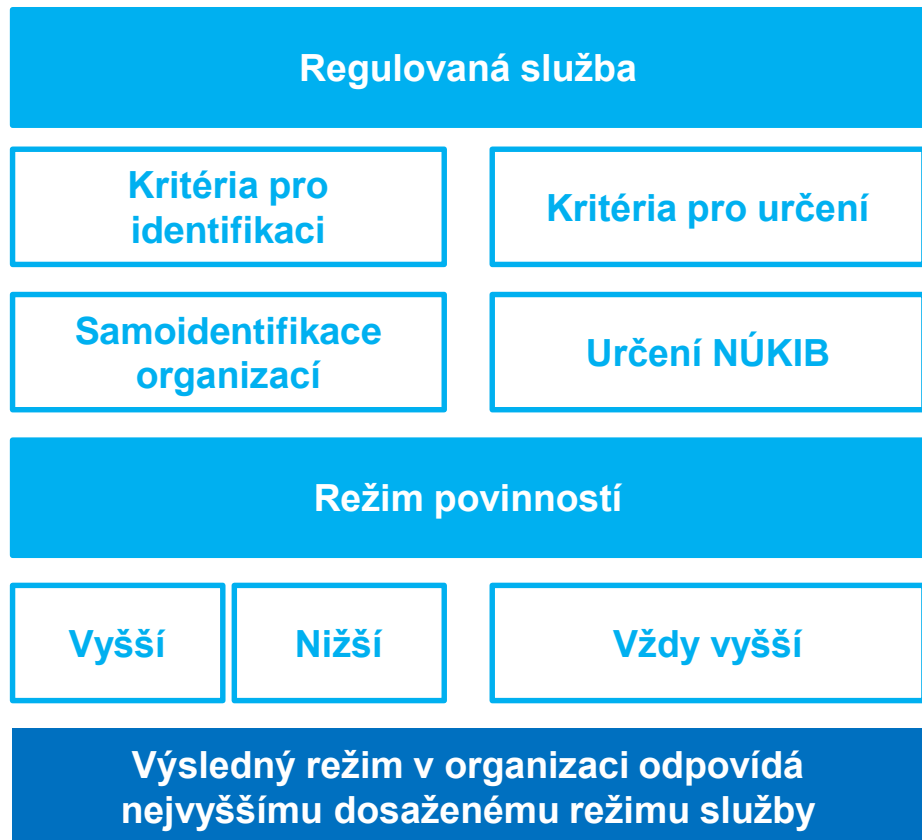 Regulovaná služba
Kritéria pro
identifikaci
Kritéria pro určení
Samoidentifikace
organizací
Určení NÚKIB
Režim povinností
Vyšší
Nižší
Vždy vyšší
Výsledný režim v organizaci odpovídá
nejvyššímu dosaženému režimu služby